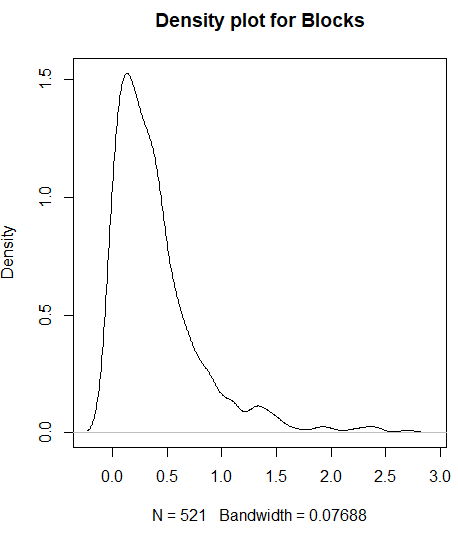 Density plot for Blocks
Density
0.0
0.5
1.0
1.5
0.0 0.5 1.0 1.5 2.0 2.5 3.0
N = 521 Bandwidth = 0.07688